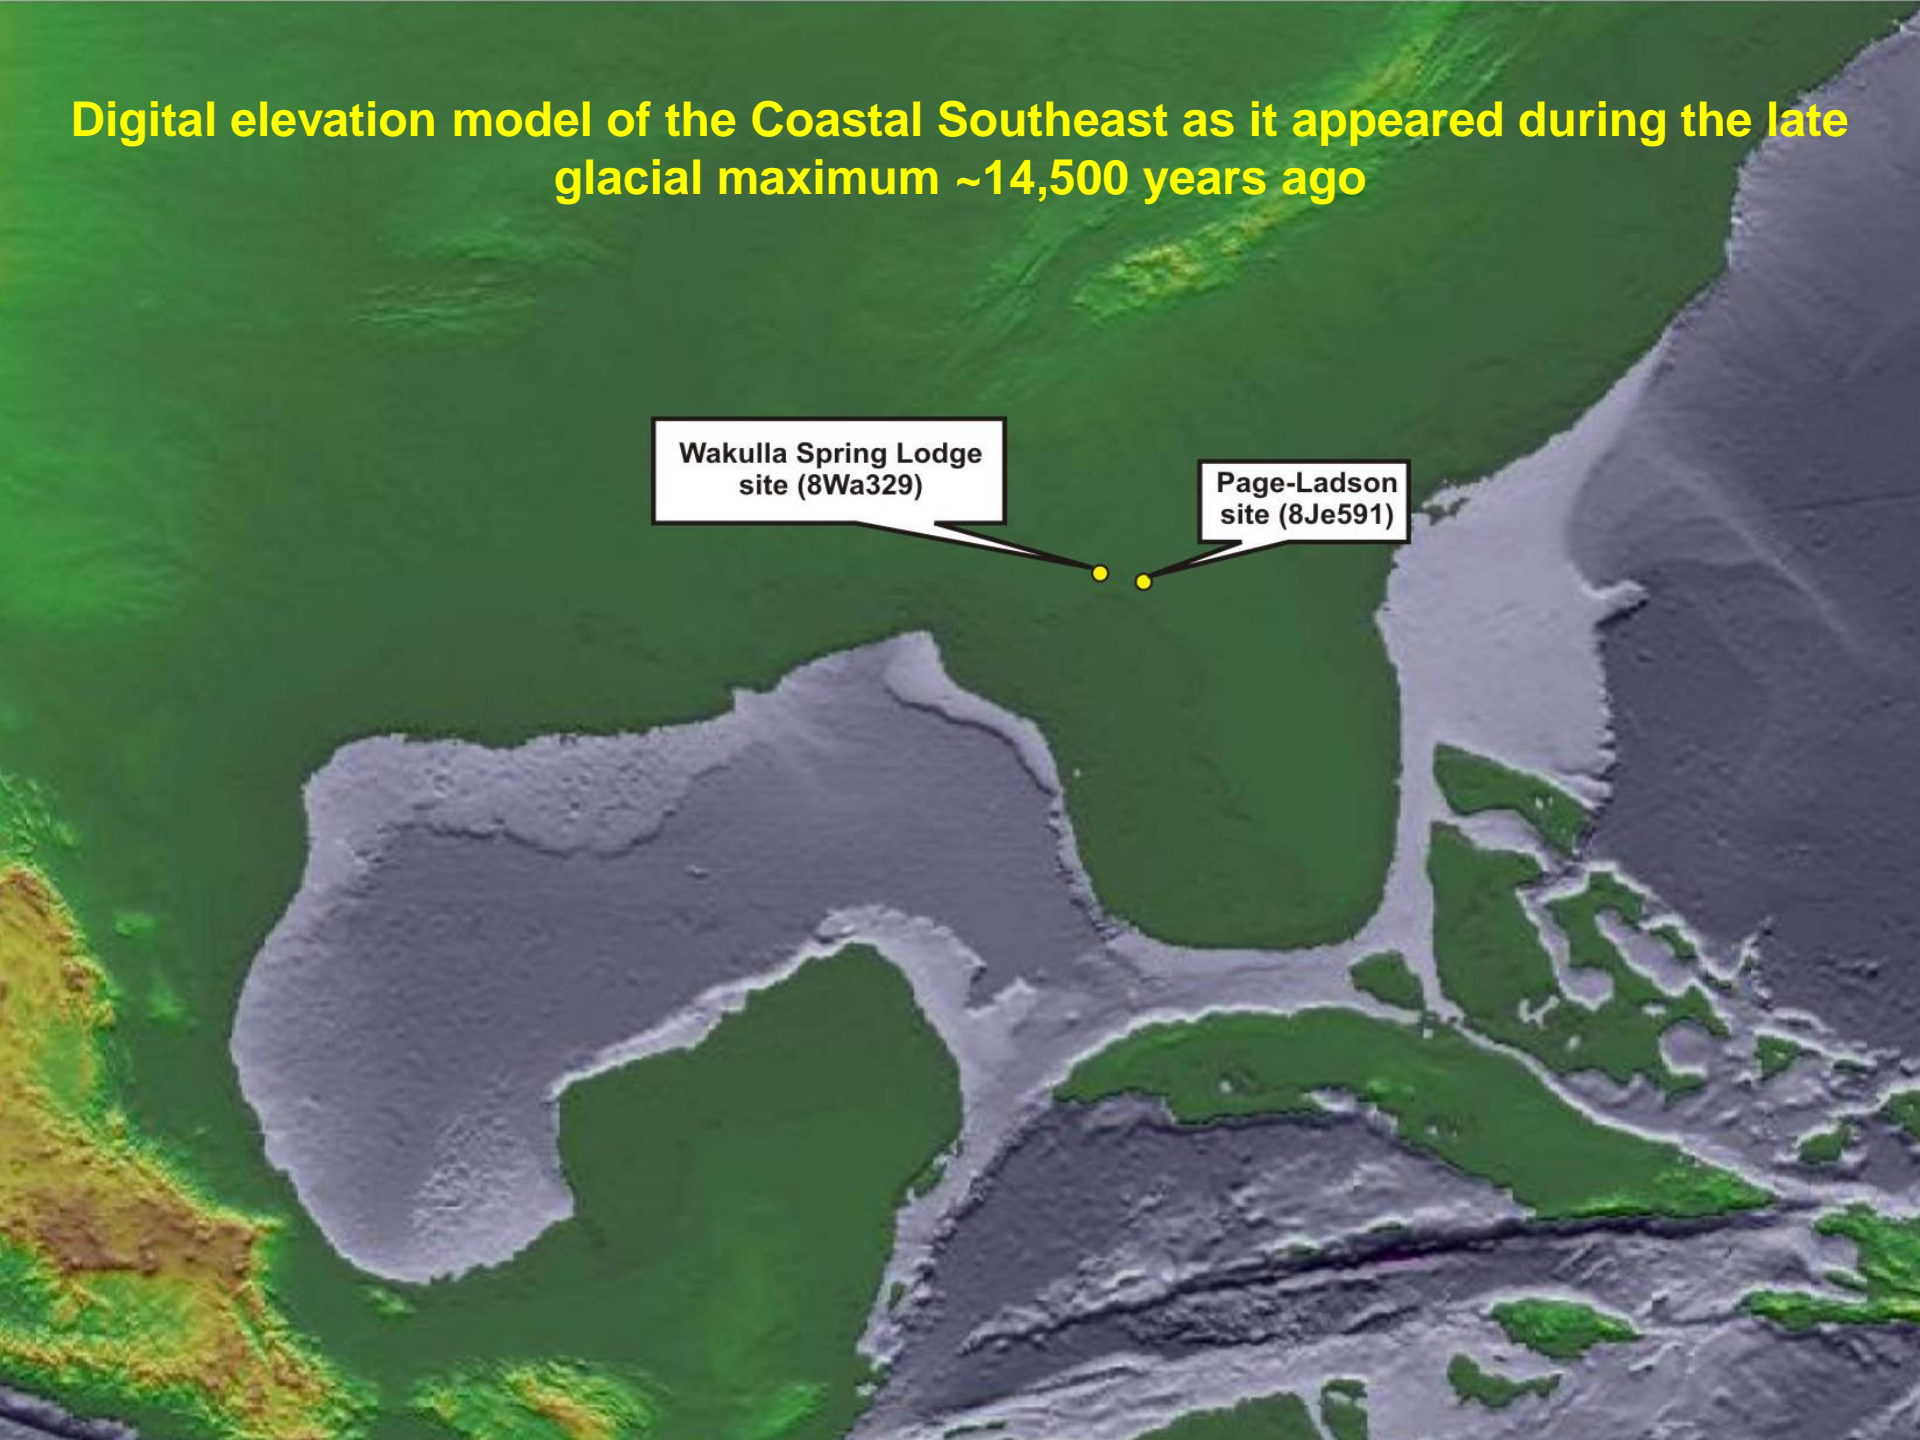 Digital elevation model of the Coastal Southeast as it appeared during the late
glacial maximum ~14,500 years ago
Wakulla Spring Lodge
site (8Wa329)
Page-Ladson
site (8Je591)